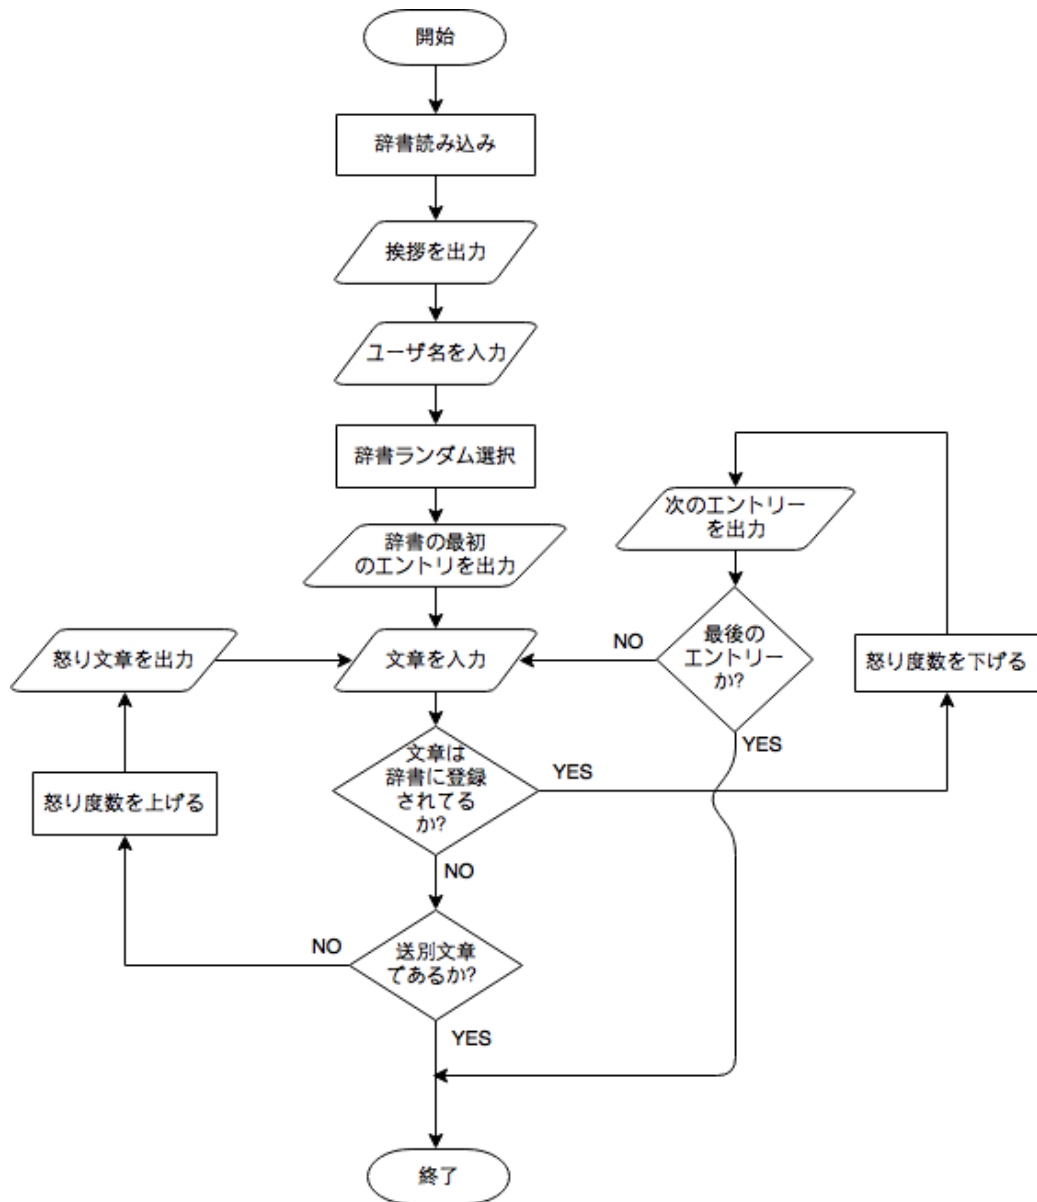 開始
辞書読み込み
挨拶を出力
ユーザ名を入力
辞書ランダム選択
辞書の最初
のエントリを出力
次のエントリー
を出力
怒り文章を出力
文章を入力
NO
最後の
エントリー
か?
怒り度数を下げる
YES
文章は
辞書に登録
されてる
か?
YES
怒り度数を上げる
NO
送別文章
であるか?
NO
YES
終了